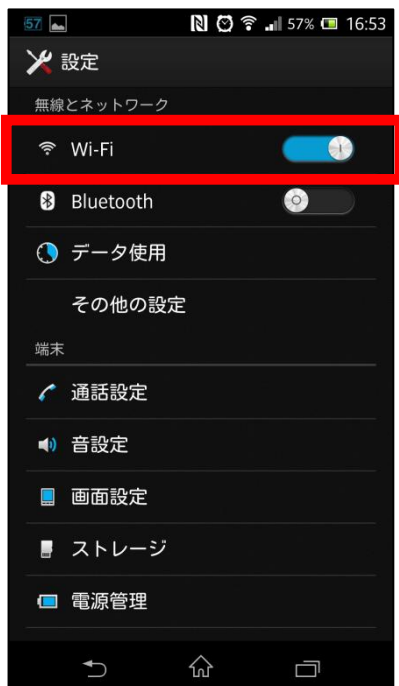 57 57% 16:53
設定
無線とネットワーク
Wi-Fi
Bluetooth
データ使用
その他の設定
端末
通話設定
音設定
画面設定
ストレージ
電源管理